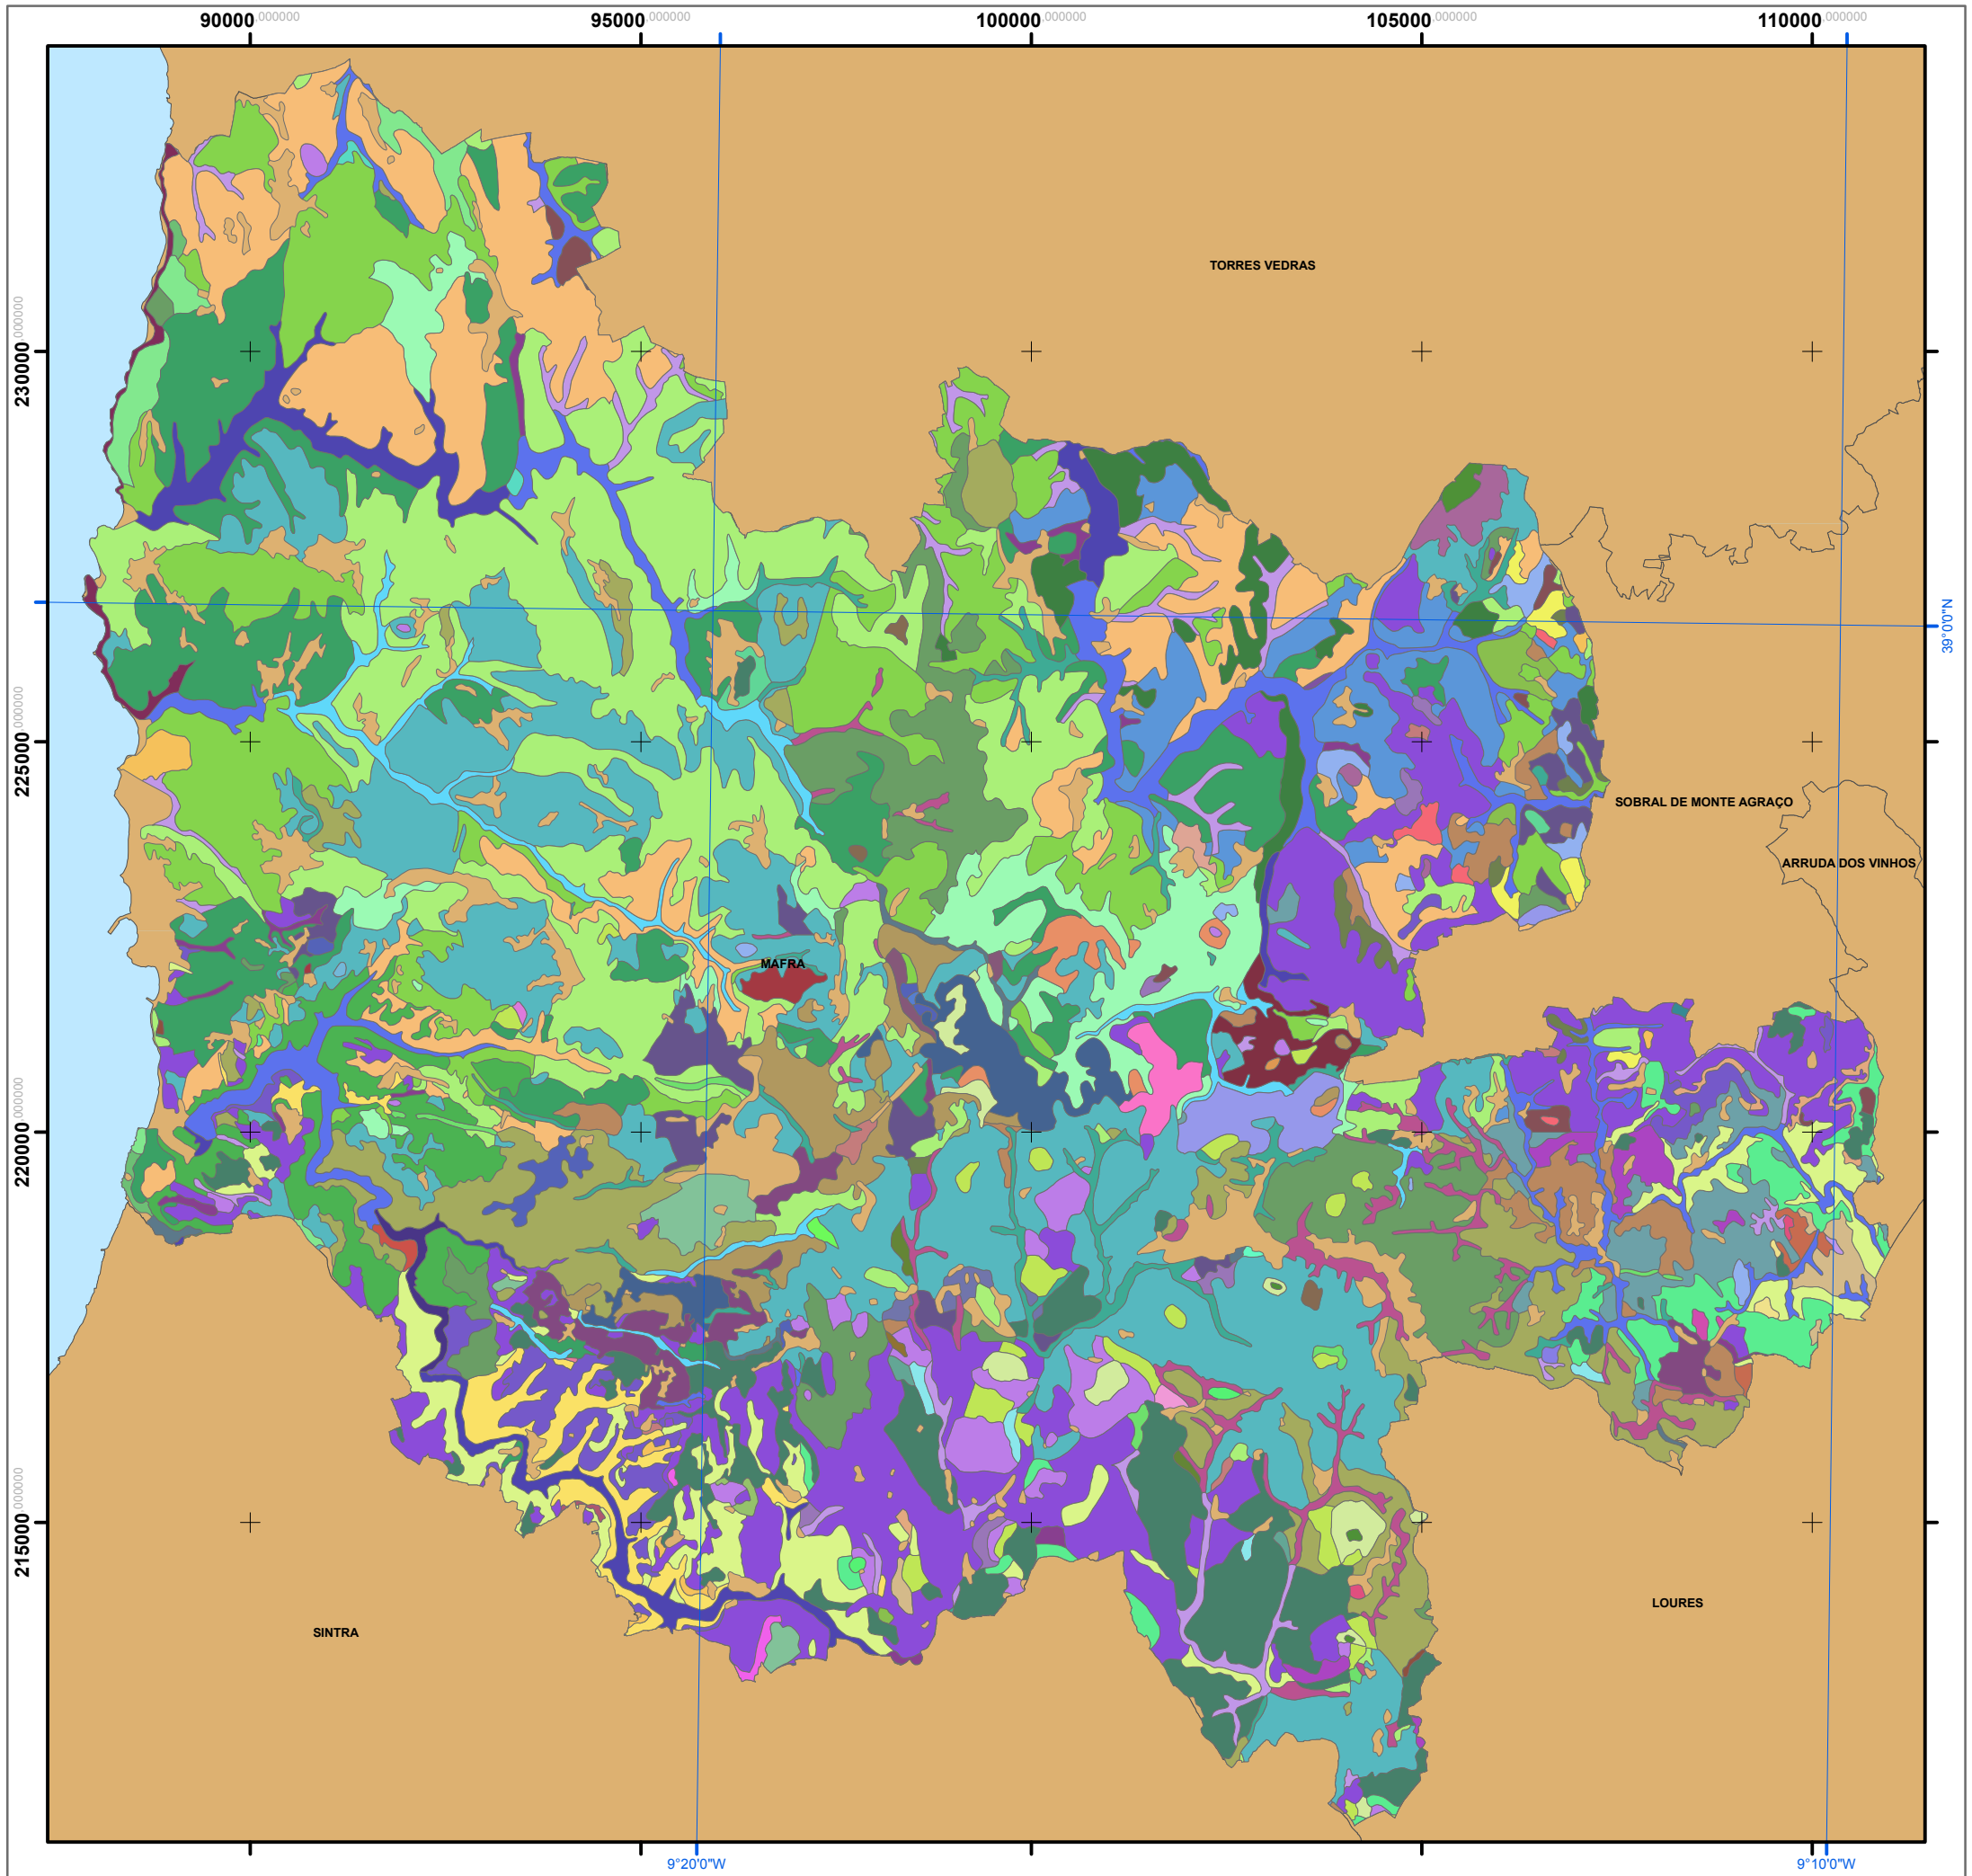 90000.000000 95000.000000 100000.000000 105000.000000 110000.000000
TORRES VEDRAS
230000.000000
39°0'0"N
225000.000000
SOBRAL DE MONTE AGRAÇO
ARRUDA DOS VINHOS
MAFRA
220000.000000
215000.000000
LOURES
SINTRA
9°20'0"W 9°10'0"W